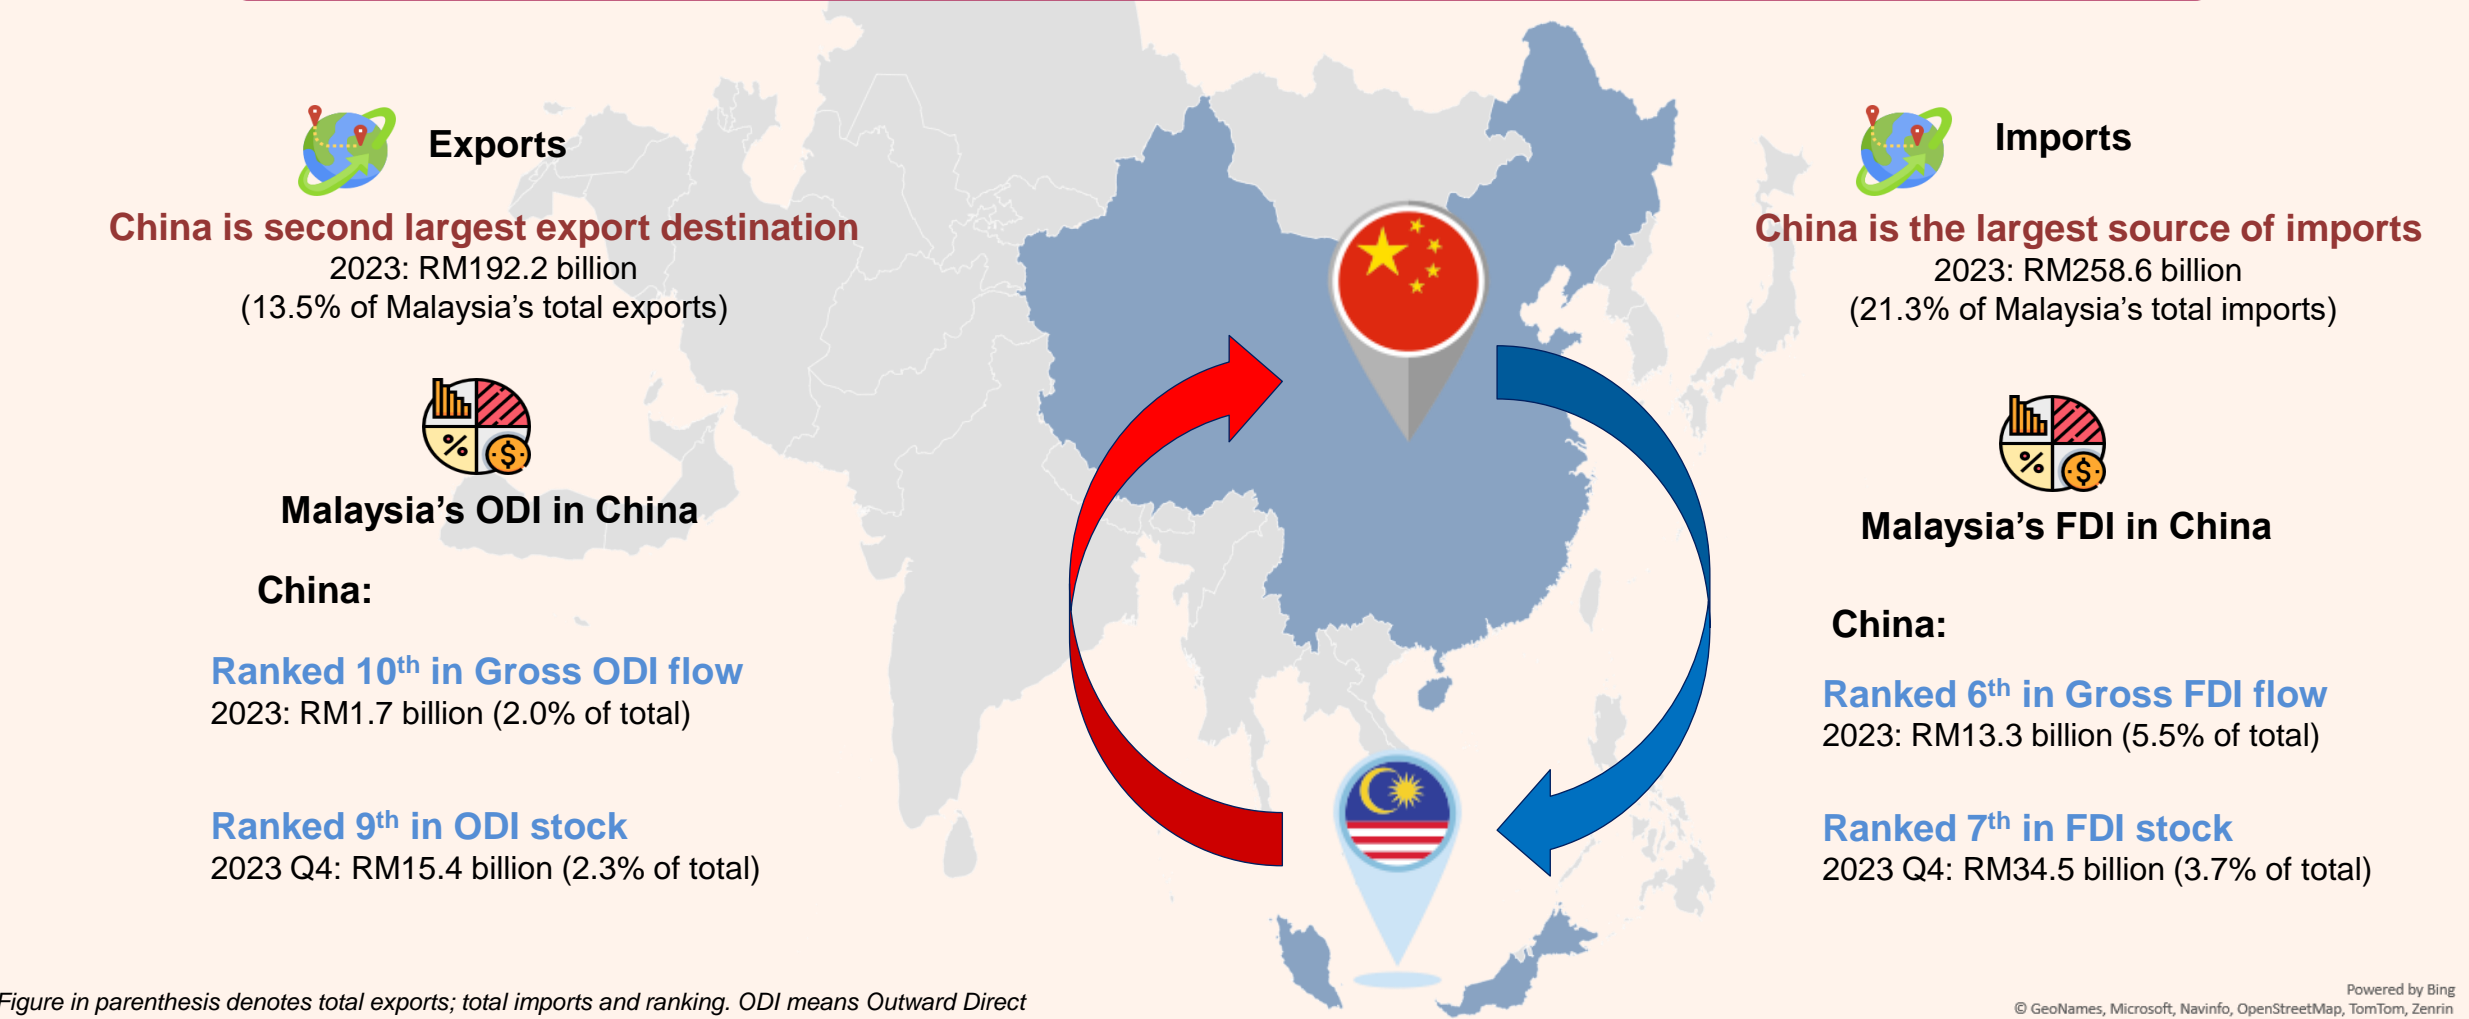 Exports
China is second largest export destination
2023: RM192.2 billion
(13.5% of Malaysia’s total exports)
Malaysia’s ODI in China
China:
Ranked 10th in Gross ODI flow
2023: RM1.7 billion (2.0% of total)
Ranked 9th in ODI stock
2023 Q4: RM15.4 billion (2.3% of total)
Imports
China is the largest source of imports
2023: RM258.6 billion
(21.3% of Malaysia’s total imports)
Malaysia’s FDI in China
China:
Ranked 6th in Gross FDI flow
2023: RM13.3 billion (5.5% of total)
Ranked 7th in FDI stock
2023 Q4: RM34.5 billion (3.7% of total)
Figure in parenthesis denotes total exports; total imports and ranking. ODI means Outward Direct
Powered by Bing
© GeoNames, Microsoft, Navinfo, OpenStreetMap, TomTom, Zenrin